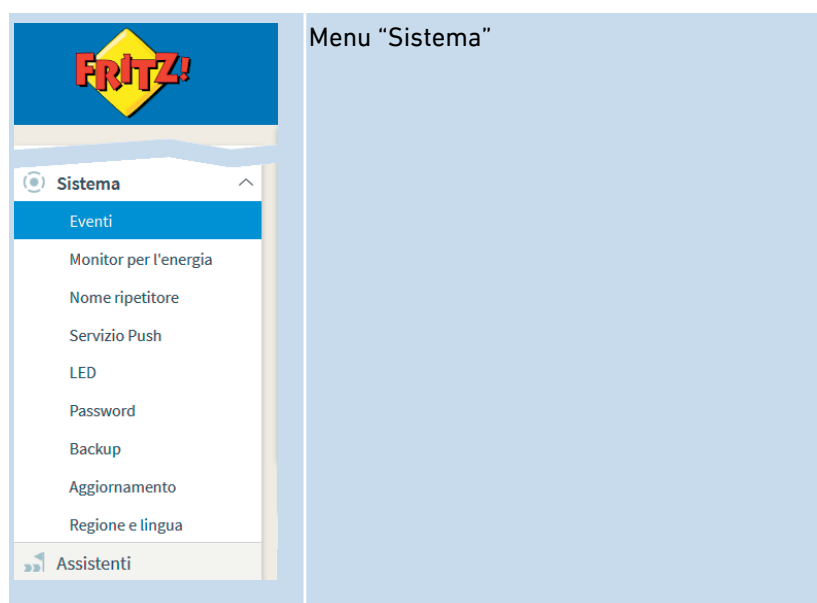 FRITZ!
Menu “Sistema”
Sistema
Eventi
Monitor per l'energia
Nome ripetitore
Servizio Push
LED
Password
Backup
Aggiornamento
Regione e lingua
Assistenti